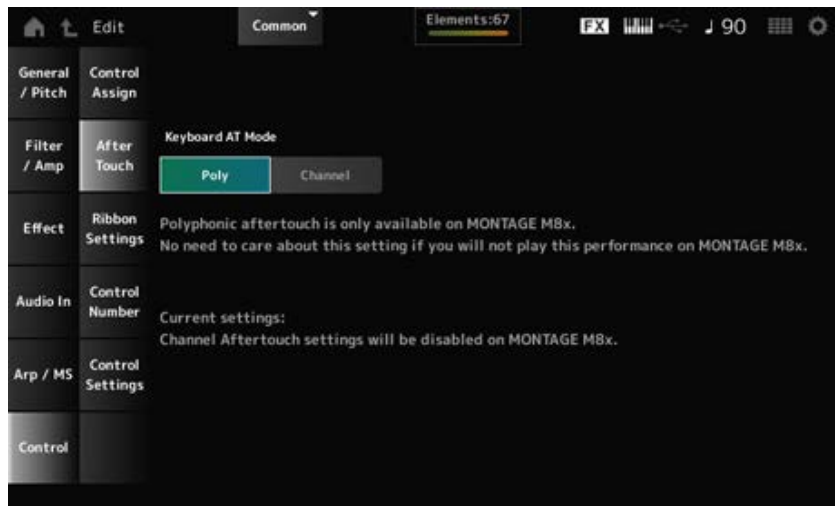 Edit
Common
Elements:67
FX
90
General
/ Pitch
Control
Assign
Filter
/ Amp
After
Touch
Keyboard AT Mode
Poly
Channel
Effect
Ribbon
Settings
Polyphonic aftertouch is only available on MONTAGE M8x.
No need to care about this setting if you will not play this performance on MONTAGE M8x.
Audio In
Control
Number
Current settings:
Channel Aftertouch settings will be disabled on MONTAGE M8x.
Arp / MS
Control
Settings
Control